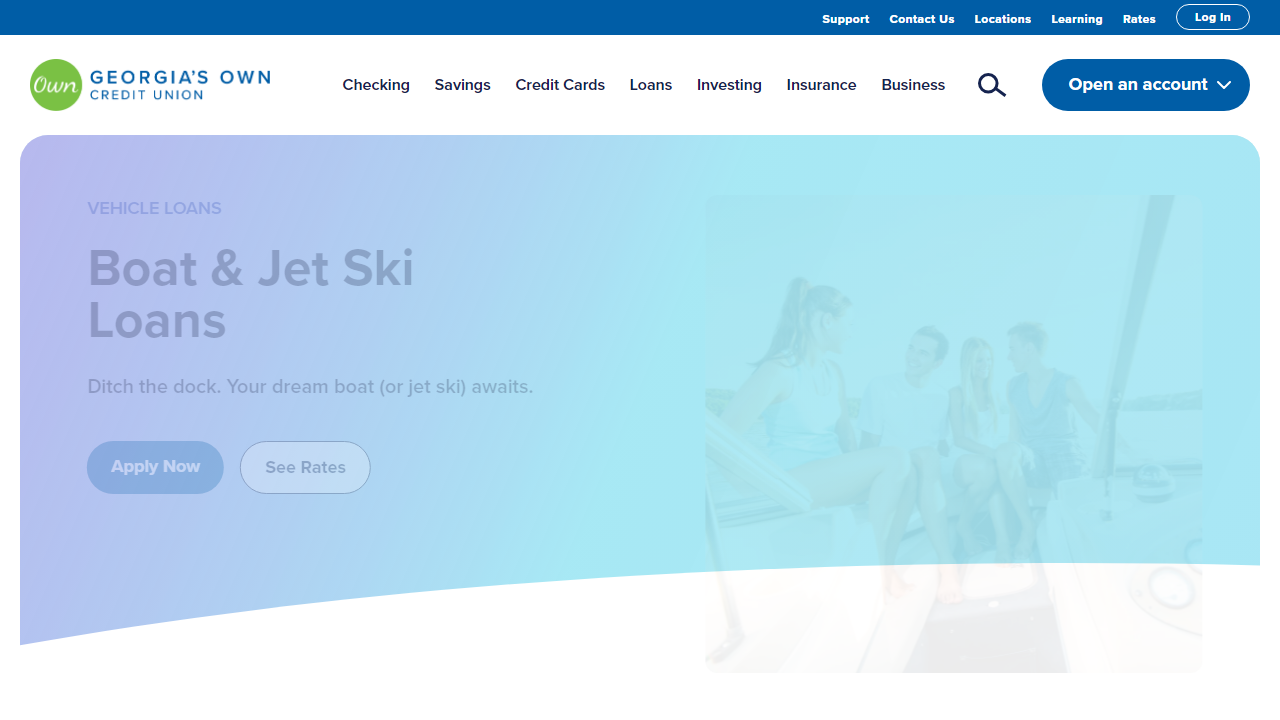 Support Contact Us Locations Learning Rates Log In
Own GEORGIA'S OWN
CREDIT UNION
Checking Savings Credit Cards Loans Investing Insurance Business Open an account
VEHICLE LOANS
Boat & Jet Ski
Loans
Ditch the dock. Your dream boat (or jet ski) awaits.
Apply Now See Rates